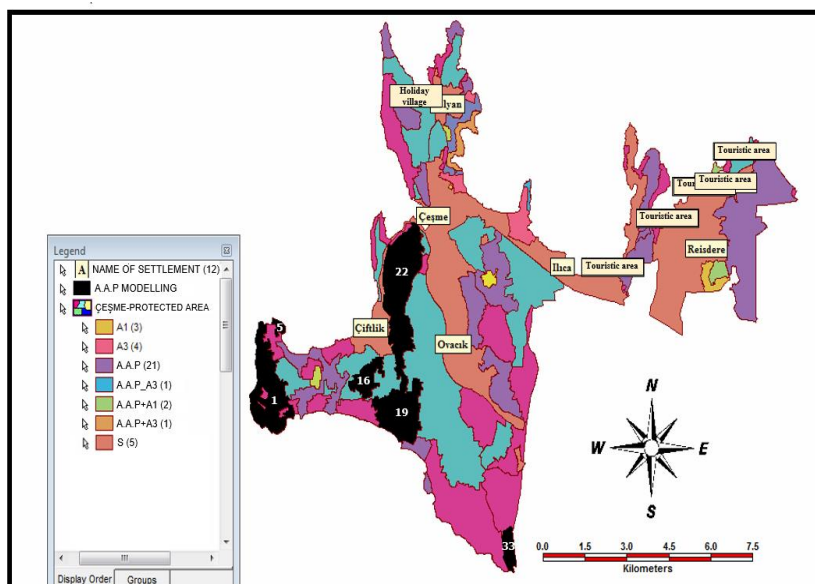 Holiday
village
lyan
Touristic area
Touristic area
Tou
Touristic area
Çeşme
Reisdere
Ilıca
Touristic area
Legend
NAME OF SETTLEMENT (12)
A.A.P MODELLING
ÇEŞME-PROTECTED AREA
A1 (3)
A3 (4)
A.A.P (21)
A.A.P_A3 (1)
A.A.P+A1 (2)
A.A.P+A3 (1)
S (5)
Display Order Groups
22
5
Çiftlik
Ovacık
16
1
19
33
N
W E
S
0.0 1.5 3.0 4.5 6.0 7.5
Kilometers